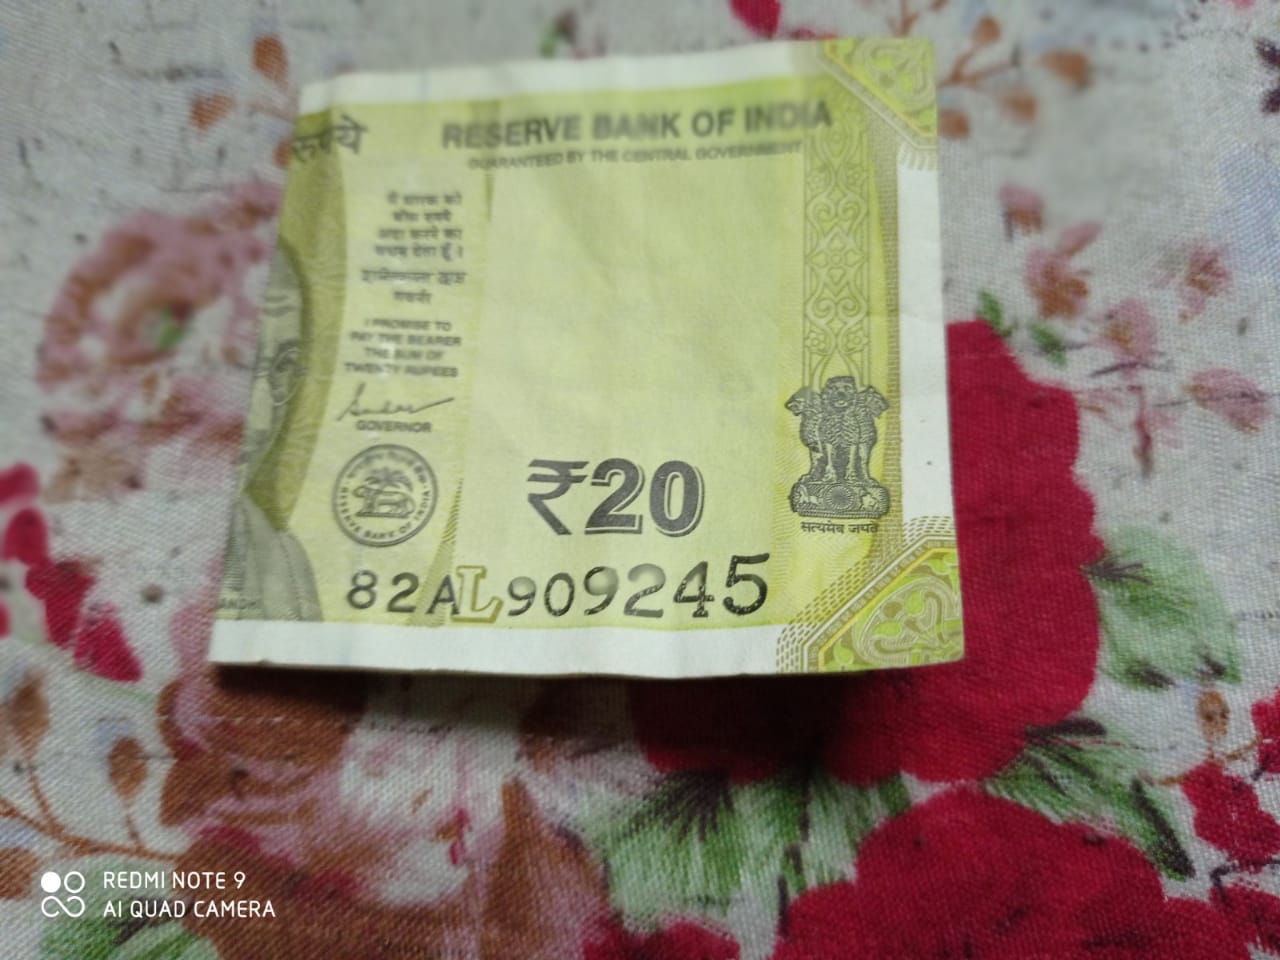 रुपये
RESERVE BANK OF INDIA
GUARANTEED BY THE CENTRAL GOVERNMENT
मैं धारक को
बीस रुपये
अदा करने का
वचन देता हूँ।
I PROMISE TO
PAY THE BEARER
THE SUM OF
TWENTY RUPEES
GOVERNOR
RESERVE BANK OF INDIA
₹20
सत्यमेव जयते
82AL909245
REDMI NOTE 9
AI QUAD CAMERA